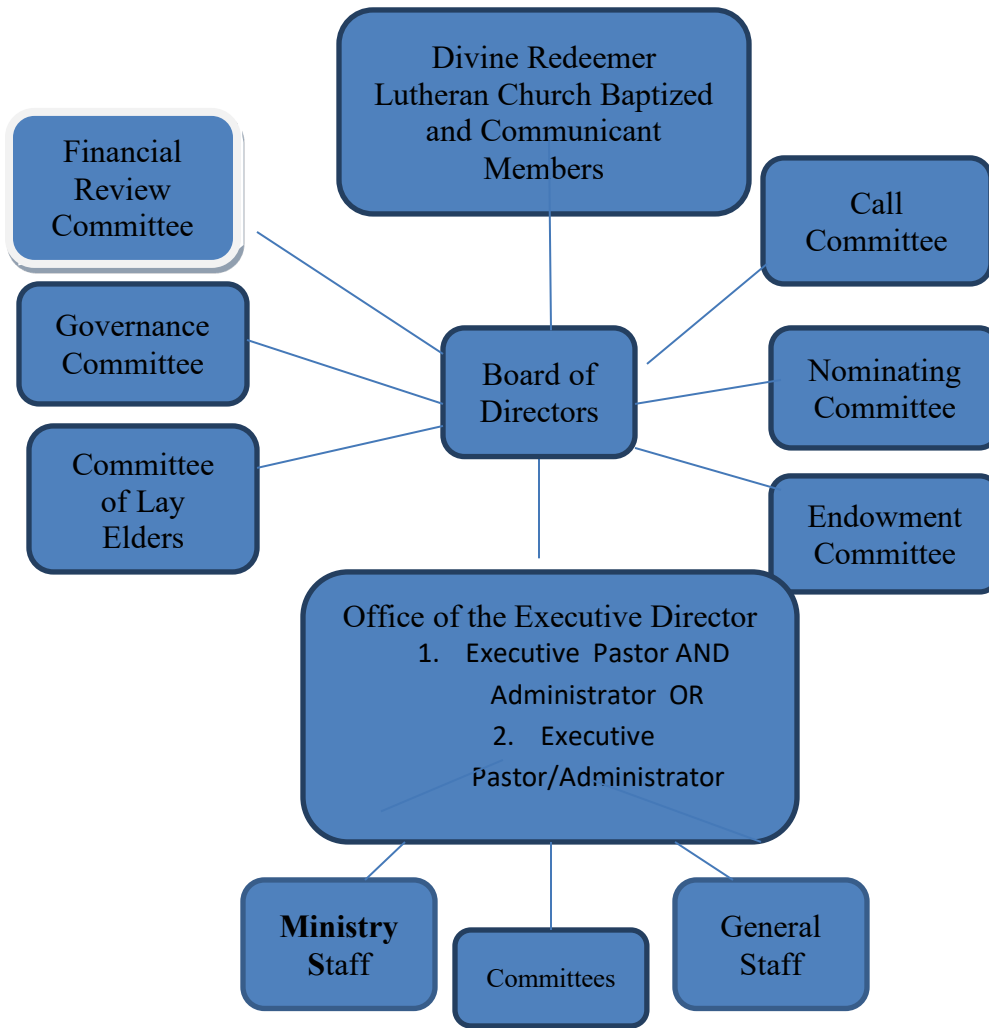 Divine Redeemer
Lutheran Church Baptized
and Communicant
Members
Financial
Review
Committee
Call
Committee
Governance
Committee
Board of
Directors
Nominating
Committee
Committee
of Lay
Elders
Endowment
Committee
Office of the Executive Director
1. Executive Pastor AND
Administrator OR
2. Executive
Pastor/Administrator
Ministry
Staff
Committees
General
Staff